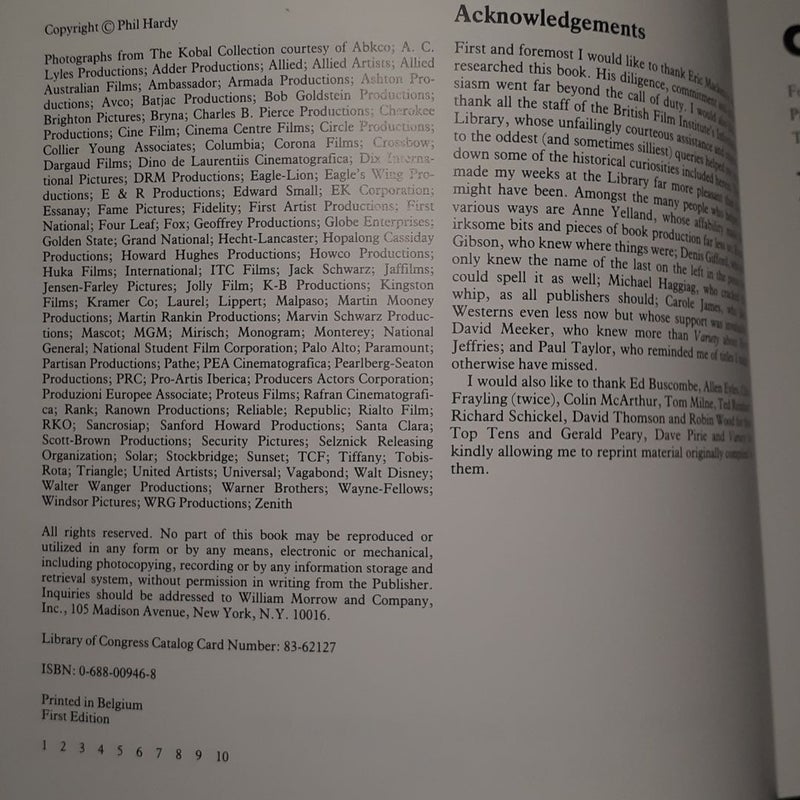 Copyright © Phil Hardy
Photographs from The Kobal Collection courtesy of Abkco; A. C.
Lyles Productions; Adder Productions; Allied; Allied Artists; Allied
Australian Films; Ambassador; Armada Productions; Ashton Pro-
ductions; Avco; Batjac Productions; Bob Goldstein Productions;
Brighton Pictures; Bryna; Charles B. Pierce Productions; Cherokee
Productions; Cine Film; Cinema Centre Films; Circle Productions;
Collier Young Associates; Columbia; Corona Films; Crossbow;
Dargaud Films; Dino de Laurentiis Cinematografica; Dix Interna-
tional Pictures; DRM Productions; Eagle-Lion; Eagle's Wing Pro-
ductions; E & R Productions; Edward Small; EK Corporation;
Essanay; Fame Pictures; Fidelity; First Artist Productions; First
National; Four Leaf; Fox; Geoffrey Productions; Globe Enterprises;
Golden State; Grand National; Hecht-Lancaster; Hopalong Cassiday
Productions; Howard Hughes Productions; Howco Productions;
Huka Films; International; ITC Films; Jack Schwarz; Jaffilms;
Jensen-Farley Pictures; Jolly Film; K-B Productions; Kingston
Films; Kramer Co; Laurel; Lippert; Malpaso; Martin Mooney
Productions; Martin Rankin Productions; Marvin Schwarz Produc-
tions; Mascot; MGM; Mirisch; Monogram; Monterey; National
General; National Student Film Corporation; Palo Alto; Paramount;
Partisan Productions; Pathe; PEA Cinematografica; Pearlberg-Seaton
Productions; PRC; Pro-Artis Iberica; Producers Actors Corporation;
Produzioni Europee Associate; Proteus Films; Rafran Cinematografi-
ca; Rank; Ranown Productions; Reliable; Republic; Rialto Film;
RKO; Sancrosiap; Sanford Howard Productions; Santa Clara;
Scott-Brown Productions; Security Pictures; Selznick Releasing
Organization; Solar; Stockbridge; Sunset; TCF; Tiffany; Tobis-
Rota; Triangle; United Artists; Universal; Vagabond; Walt Disney;
Walter Wanger Productions; Warner Brothers; Wayne-Fellows;
Windsor Pictures; WRG Productions; Zenith
All rights reserved. No part of this book may be reproduced or
utilized in any form or by any means, electronic or mechanical,
including photocopying, recording or by any information storage and
retrieval system, without permission in writing from the Publisher.
Inquiries should be addressed to William Morrow and Company,
Inc., 105 Madison Avenue, New York, N.Y. 10016.
Library of Congress Catalog Card Number: 83-62127
ISBN: 0-688-00946-8
Printed in Belgium
First Edition
1 2 3 4 5 6 7 8 9 10
Acknowledgements
First and foremost I would like to thank Eric
researched this book. His diligence, commitment
siasm went far beyond the call of duty. I would
thank all the staff of the British Film Institute's
Library, whose unfailingly courteous assistance and
to the oddest (and sometimes silliest) queries helped
down some of the historical curiosities included
made my weeks at the Library far more pleasant
might have been. Amongst the many people who
various ways are Anne Yelland, whose affability
irksome bits and pieces of book production far less
Gibson, who knew where things were; Denis Gifford,
only knew the name of the last on the left in the
could spell it as well; Michael Haggiag, who cracked
whip, as all publishers should; Carole James, who
Westerns even less now but whose support was
David Meeker, who knew more than Variety about
Jeffries; and Paul Taylor, who reminded me of titles I
otherwise have missed.
I would also like to thank Ed Buscombe, Allen
Frayling (twice), Colin McArthur, Tom Milne, Ted
Richard Schickel, David Thomson and Robin Wood for
Top Tens and Gerald Peary, Dave Pirie and
kindly allowing me to reprint material originally
them.